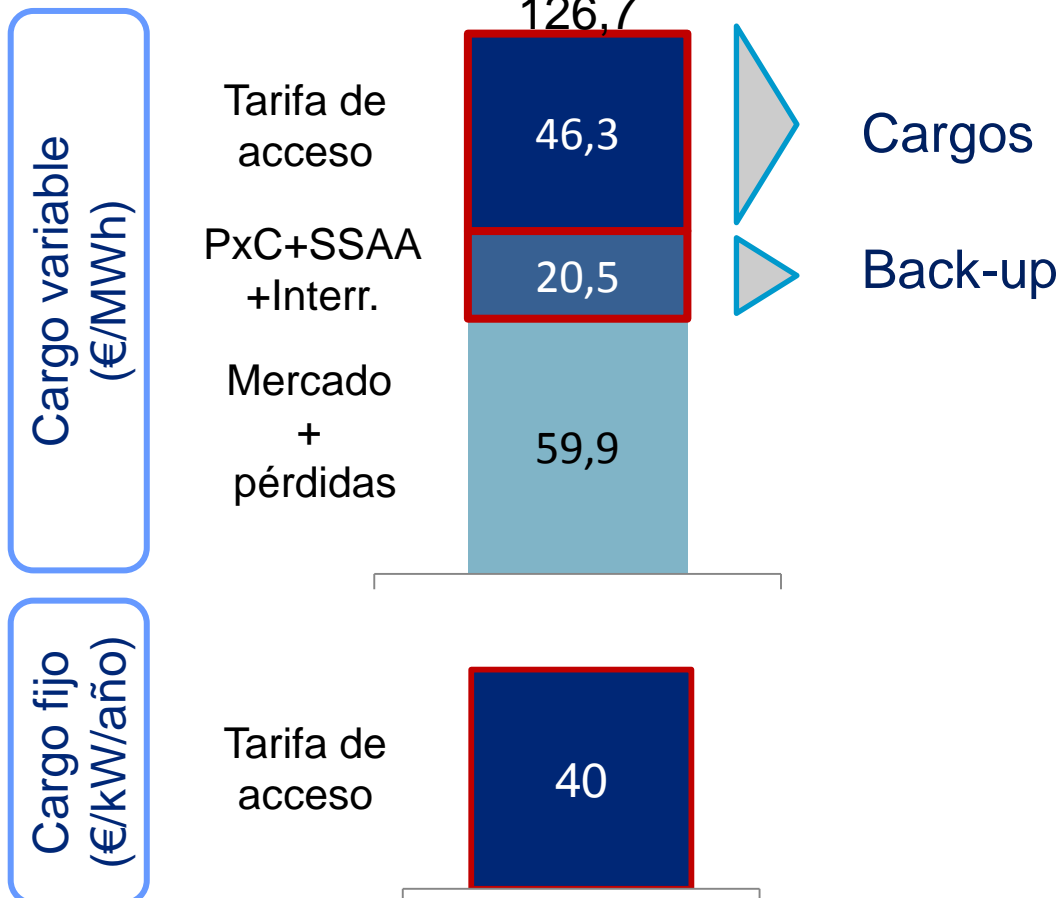 126,7
Cargo variable
(€/MWh)
Tarifa de
acceso
46,3
Cargos
PxC+SSAA
+Interr.
20,5
Back-up
Mercado
+
pérdidas
59,9
Cargo fijo
(€/kW/año)
Tarifa de
acceso
40